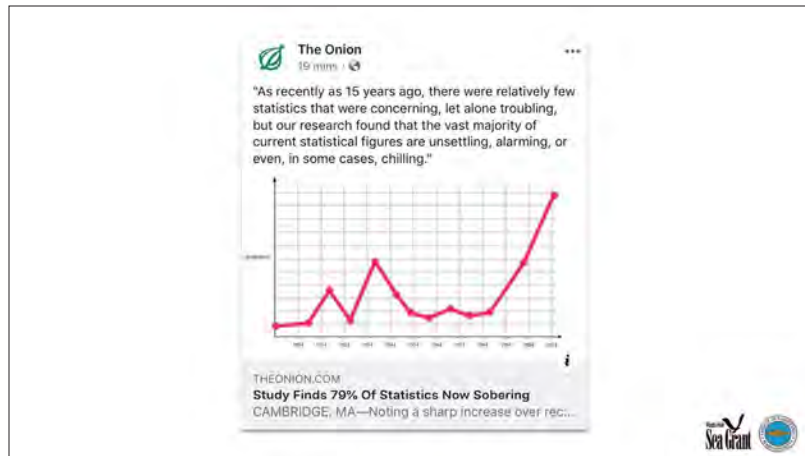 The Onion
19 mins ·
"As recently as 15 years ago, there were relatively few
statistics that were concerning, let alone troubling,
but our research found that the vast majority of
current statistical figures are unsettling, alarming, or
even, in some cases, chilling."
i
THEONION.COM
Study Finds 79% Of Statistics Now Sobering
CAMBRIDGE, MA—Noting a sharp increase over rec...
Sea Grant